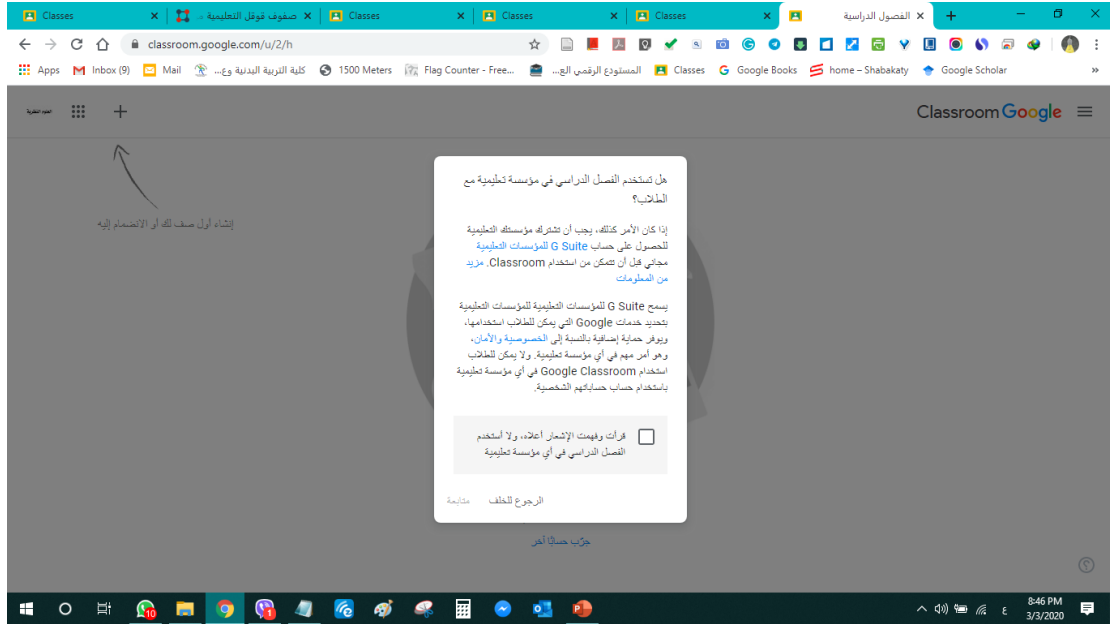 Classes
صفوف قوقل التعليمية
Classes
Classes
Classes
الفصول الدراسية
classroom.google.com/u/2/h
Apps
Inbox (9)
Mail
كلية التربية البدنية وع...
1500 Meters
Flag Counter - Free...
المستودع الرقمي الع...
Classes
Google Books
home – Shabakaty
Google Scholar
»
Classroom Google
إنشاء أول صف لك أو الانضمام إليه
هل تستخدم الفصل الدراسي في مؤسسة تعليمية مع
الطلاب؟
إذا كان الأمر كذلك، يجب أن تشترك مؤسستك التعليمية
للحصول على حساب G Suite للمؤسسات التعليمية
مجاني قبل أن تتمكن من استخدام Classroom. مزيد
من المعلومات
يسمح G Suite للمؤسسات التعليمية للمؤسسات التعليمية
بتحديد خدمات Google التي يمكن للطلاب استخدامها،
ويوفر حماية إضافية بالنسبة إلى الخصوصية والأمان،
وهو أمر مهم في أي مؤسسة تعليمية. ولا يمكن للطلاب
استخدام Google Classroom في أي مؤسسة تعليمية
باستخدام حساب حساباتهم الشخصية.
قرأت وفهمت الإشعار أعلاه، ولا أستخدم
الفصل الدراسي في أي مؤسسة تعليمية
الرجوع للخلف
متابعة
جرّب حسابًا آخر
10
1
ع
8:46 PM
3/3/2020